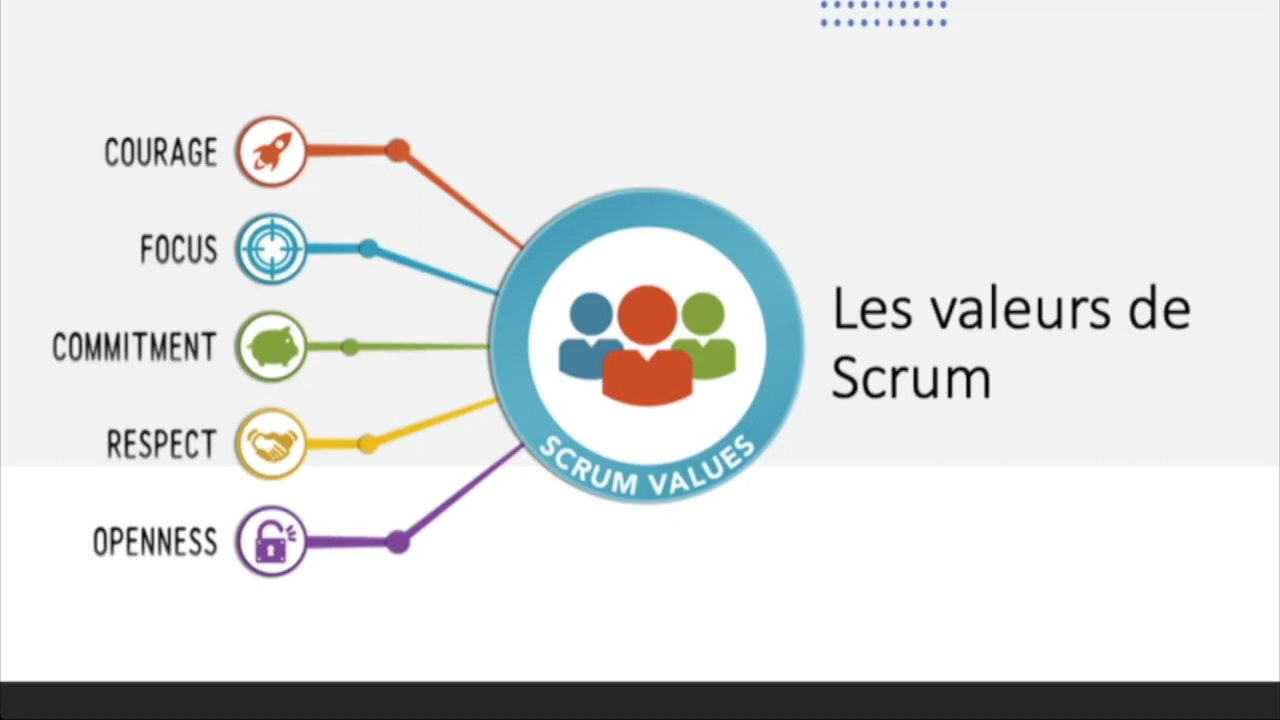 COURAGE
FOCUS
COMMITMENT
RESPECT
OPENNESS
SCRUM VALUES
Les valeurs de
Scrum